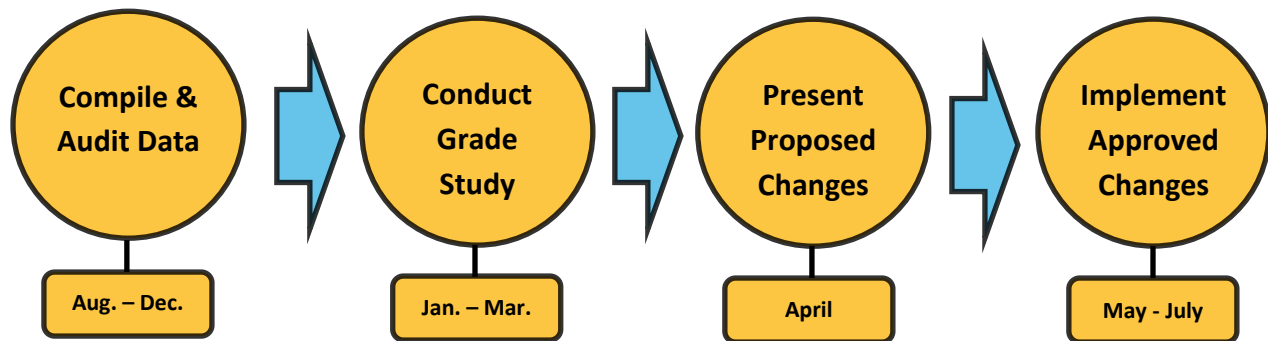 Compile &
Audit Data
Conduct
Grade
Study
Present
Proposed
Changes
Implement
Approved
Changes
Aug. – Dec.
Jan. – Mar.
April
May - July